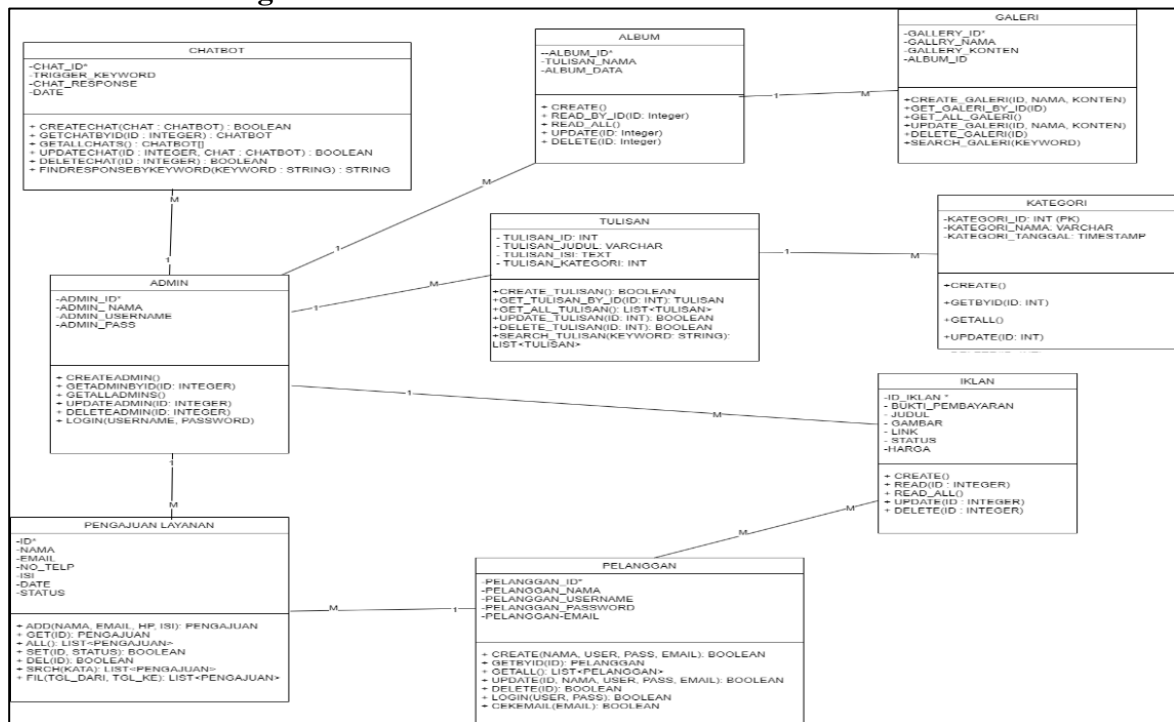 CHATBOT
-CHAT_ID*
-TRIGGER_KEYWORD
-CHAT_RESPONSE
-DATE
+ CREATECHAT(CHAT : CHATBOT) : BOOLEAN
+ GETCHATBYID(ID : INTEGER) : CHATBOT
+ GETALLCHATS() : CHATBOT[]
+ UPDATECHAT(ID : INTEGER, CHAT : CHATBOT) : BOOLEAN
+ DELETECHAT(ID : INTEGER) : BOOLEAN
+ FINDRESPONSEBYKEYWORD(KEYWORD : STRING) : STRING
ALBUM
--ALBUM_ID*
-TULISAN_NAMA
-ALBUM_DATA
+ CREATE()
+ READ_BY_ID(ID: Integer)
+ READ_ALL()
+ UPDATE(ID: Integer)
+ DELETE(ID: Integer)
GALERI
-GALLERY_ID*
-GALLRY_NAMA
-GALLERY_KONTEN
-ALBUM_ID
+CREATE_GALERI(ID, NAMA, KONTEN)
+GET_GALERI_BY_ID(ID)
+GET_ALL_GALERI()
+UPDATE_GALERI(ID, NAMA, KONTEN)
+DELETE_GALERI(ID)
+SEARCH_GALERI(KEYWORD)
1
M
M
1
M
1
TULISAN
- TULISAN_ID: INT
- TULISAN_JUDUL: VARCHAR
- TULISAN_ISI: TEXT
- TULISAN_KATEGORI: INT
+CREATE_TULISAN(): BOOLEAN
+GET_TULISAN_BY_ID(ID: INT): TULISAN
+GET_ALL_TULISAN(): LIST<TULISAN>
+UPDATE_TULISAN(ID: INT): BOOLEAN
+DELETE_TULISAN(ID: INT): BOOLEAN
+SEARCH_TULISAN(KEYWORD: STRING):
LIST<TULISAN>
KATEGORI
-KATEGORI_ID: INT (PK)
-KATEGORI_NAMA: VARCHAR
-KATEGORI_TANGGAL: TIMESTAMP
+CREATE()
+GETBYID(ID: INT)
+GETALL()
+UPDATE(ID: INT)
1
M
M
1
ADMIN
-ADMIN_ID*
-ADMIN_ NAMA
-ADMIN_USERNAME
-ADMIN_PASS
+ CREATEADMIN()
+ GETADMINBYID(ID: INTEGER)
+ GETALLADMINS()
+ UPDATEADMIN(ID: INTEGER)
+ DELETEADMIN(ID: INTEGER)
+ LOGIN(USERNAME, PASSWORD)
1
M
IKLAN
-ID_IKLAN *
- BUKTI_PEMBAYARAN
- JUDUL
- GAMBAR
- LINK
- STATUS
-HARGA
+ CREATE()
+ READ(ID : INTEGER)
+ READ_ALL()
+ UPDATE(ID : INTEGER)
+ DELETE(ID : INTEGER)
1
M
M
M
PENGAJUAN LAYANAN
-ID*
-NAMA
-EMAIL
-NO_TELP
-ISI
-DATE
-STATUS
+ ADD(NAMA, EMAIL, HP, ISI): PENGAJUAN
+ GET(ID): PENGAJUAN
+ ALL(): LIST<PENGAJUAN>
+ SET(ID, STATUS): BOOLEAN
+ DEL(ID): BOOLEAN
+ SRCH(KATA): LIST<PENGAJUAN>
+ FIL(TGL_DARI, TGL_KE): LIST<PENGAJUAN>
M
1
PELANGGAN
-PELANGGAN_ID*
-PELANGGAN_NAMA
-PELANGGAN_USERNAME
-PELANGGAN_PASSWORD
-PELANGGAN-EMAIL
+ CREATE(NAMA, USER, PASS, EMAIL): BOOLEAN
+ GETBYID(ID): PELANGGAN
+ GETALL(): LIST<PELANGGAN>
+ UPDATE(ID, NAMA, USER, PASS, EMAIL): BOOLEAN
+ DELETE(ID): BOOLEAN
+ LOGIN(USER, PASS): BOOLEAN
+ CEKEMAIL(EMAIL): BOOLEAN